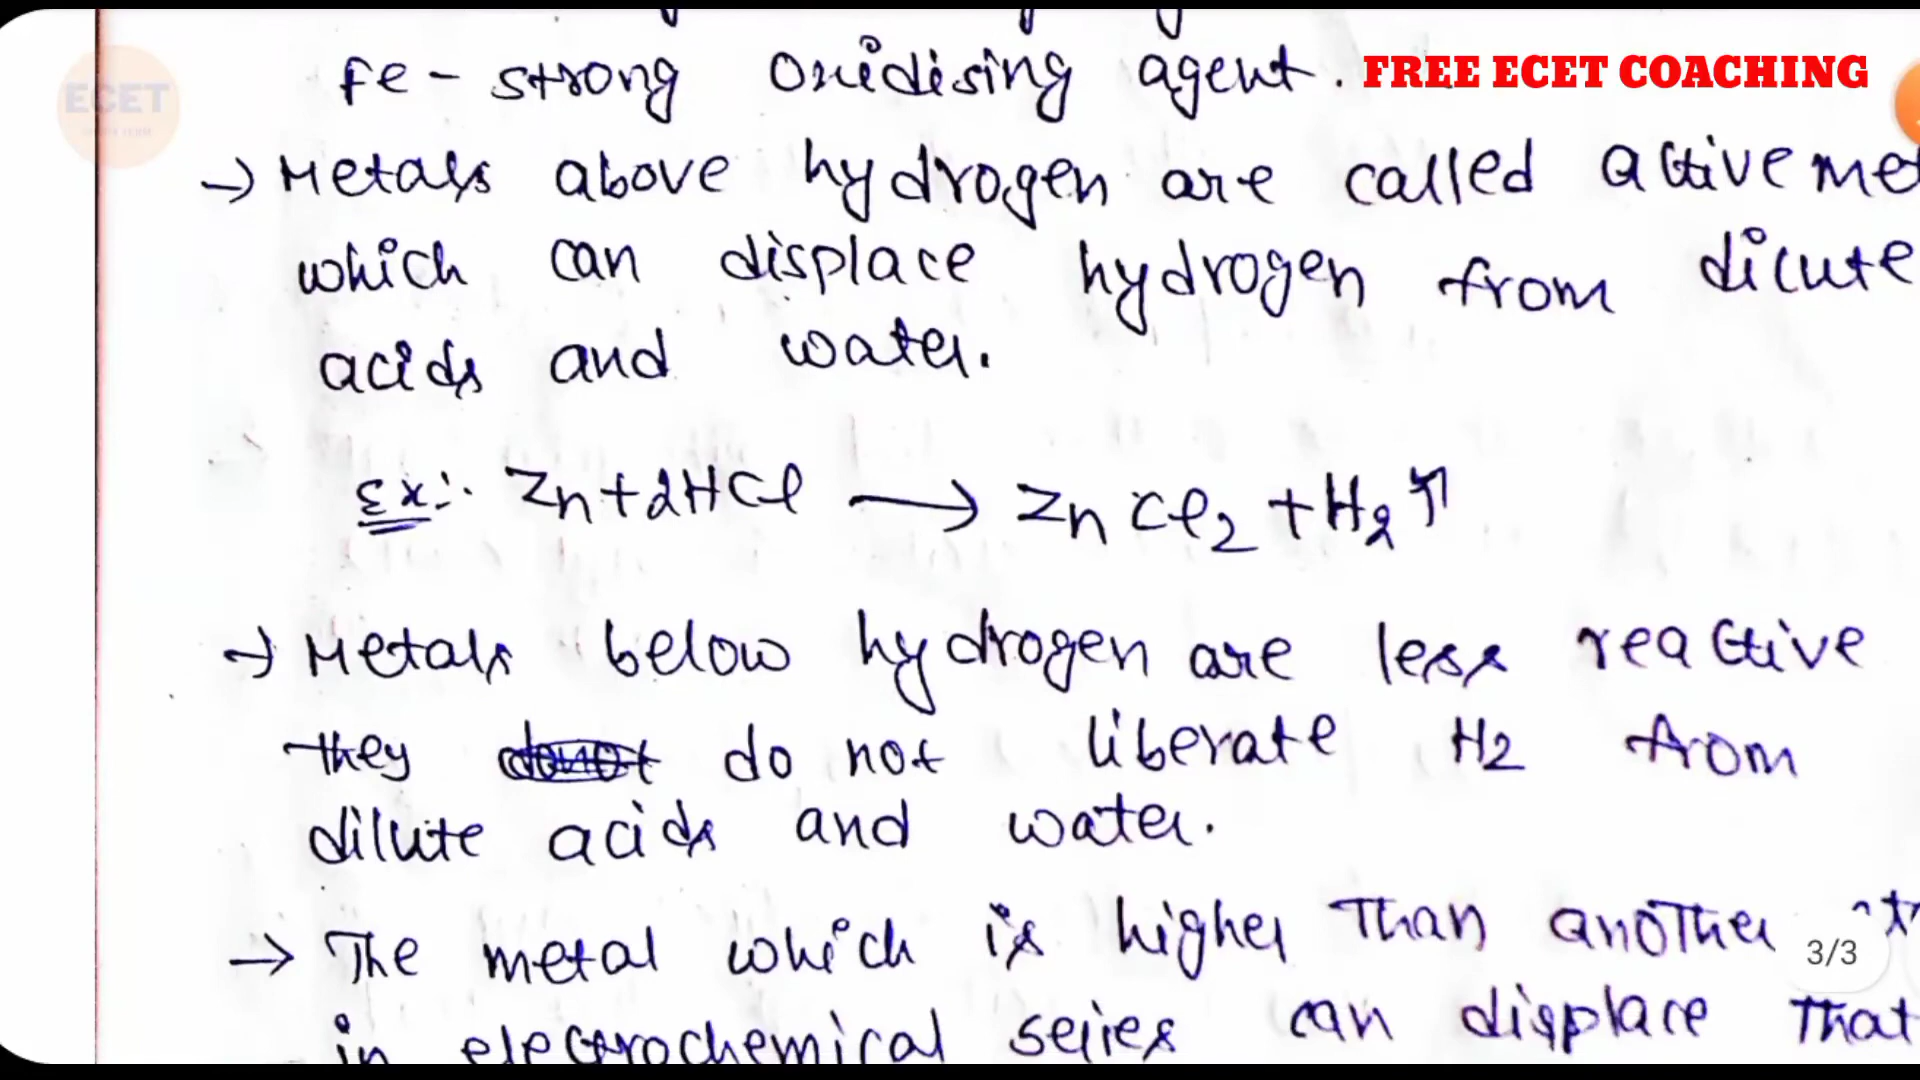 Fe - strong Oxidising agent.
FREE ECET COACHING
ECET
→ Metals above hydrogen are called active
which can displace hydrogen from dilute
acids and water.
Ex:- Zn + 2HCl → ZnCl₂ + H₂↑
→ Metals below hydrogen are less reactive
they do not liberate H2 from
dilute acids and water.
→ The metal which is higher Than another
3/3
in electrochemical series can displace That